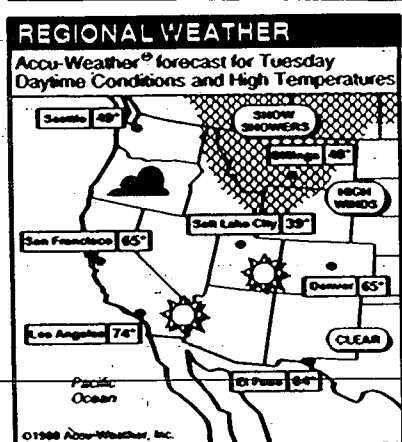 REGIONAL WEATHER
Accu-Weather® forecast for Tuesday
Daytime Conditions and High Temperatures
Seattle 49°
SNOW
SHOWERS
Billings 48°
HIGH
WINDS
Salt Lake City 39°
San Francisco 65°
Denver 65°
Los Angeles 74°
CLEAR
El Paso 64°
Pacific
Ocean
Accu-Weather, Inc.